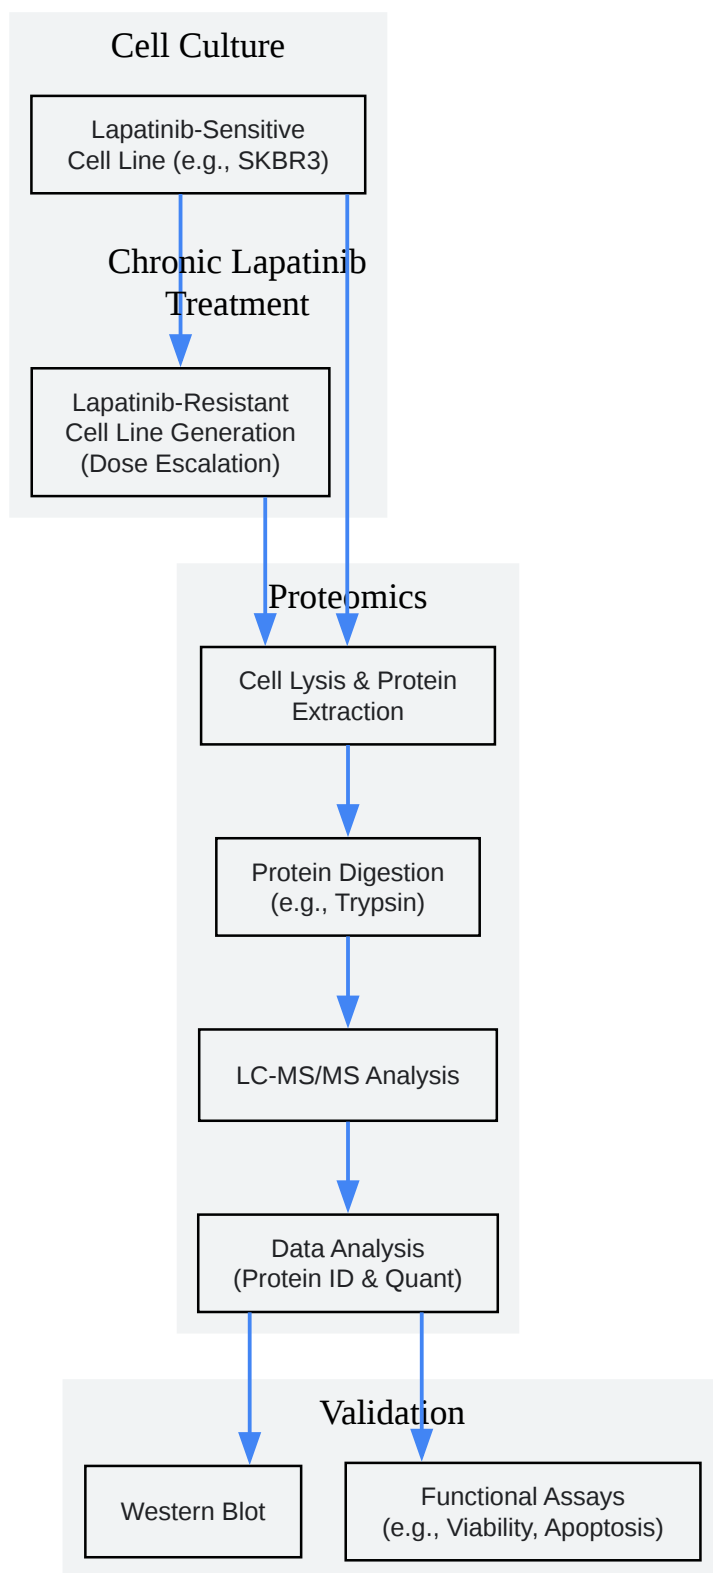 Cell Culture
Lapatinib-Sensitive
Cell Line (e.g., SKBR3)
Chronic Lapatinib
Treatment
Lapatinib-Resistant
Cell Line Generation
(Dose Escalation)
Proteomics
Cell Lysis & Protein
Extraction
Protein Digestion
(e.g., Trypsin)
LC-MS/MS Analysis
Data Analysis
(Protein ID & Quant)
Validation
Western Blot
Functional Assays
(e.g., Viability, Apoptosis)